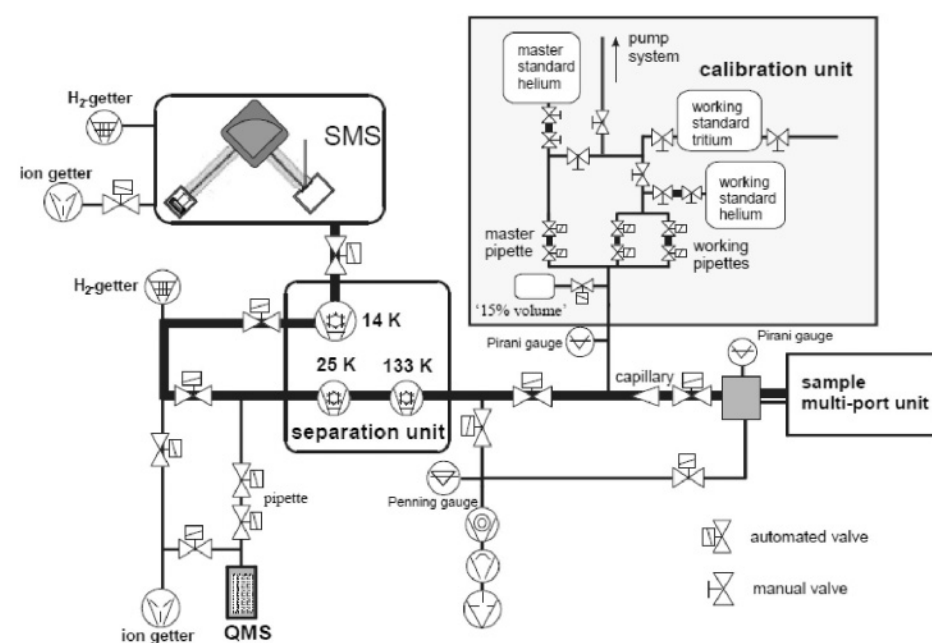 pump
system
master
standard
helium
calibration unit
H2-getter
SMS
working
standard
tritium
ion getter
working
standard
helium
master
pipette
working
pipettes
H2-getter
'15% volume'
14 K
Pirani gauge
Pirani gauge
25 K
133 K
capillary
sample
multi-port unit
separation unit
pipette
Penning gauge
automated valve
manual valve
ion getter
QMS